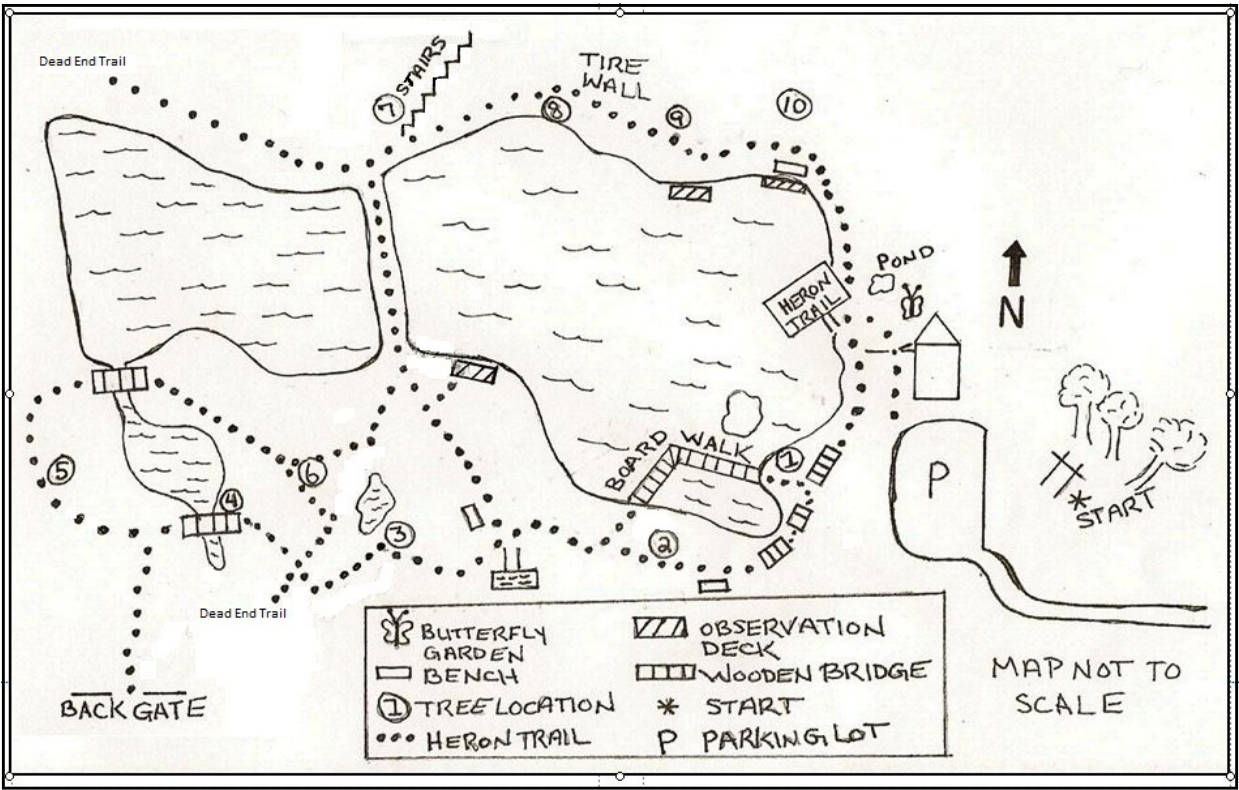 Dead End Trail
STAIRS
TIRE
WALL
7
8
9
10
POND
HERON
TRAIL
N
BOARD WALK
1
P
START
5
6
4
3
2
Dead End Trail
BACK GATE
BUTTERFLY
GARDEN
BENCH
1 TREE LOCATION
HERON TRAIL
OBSERVATION
DECK
WOODEN BRIDGE
* START
P PARKING LOT
MAP NOT TO
SCALE